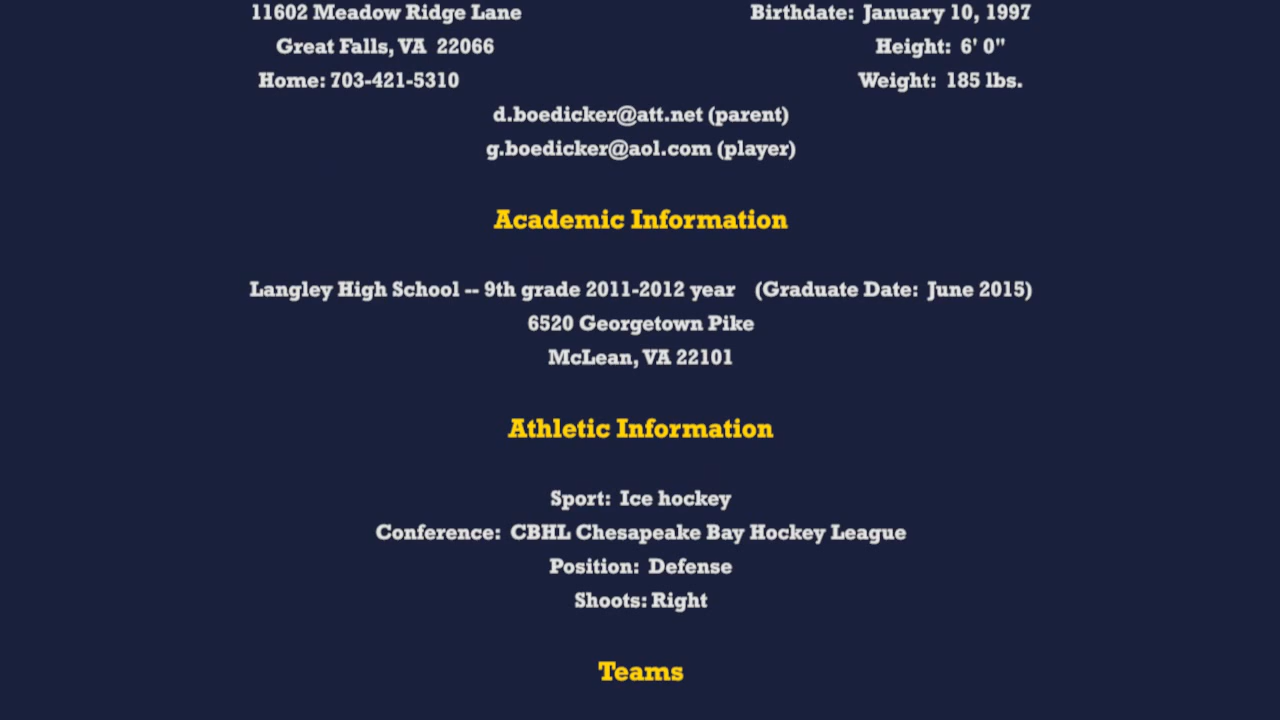 11602 Meadow Ridge Lane Birthdate: January 10, 1997
Great Falls, VA 22066 Height: 6' 0"
Home: 703-421-5310 Weight: 185 lbs.
d.boedicker@att.net (parent)
g.boedicker@aol.com (player)
Academic Information
Langley High School -- 9th grade 2011-2012 year (Graduate Date: June 2015)
6520 Georgetown Pike
McLean, VA 22101
Athletic Information
Sport: Ice hockey
Conference: CBHL Chesapeake Bay Hockey League
Position: Defense
Shoots: Right
Teams